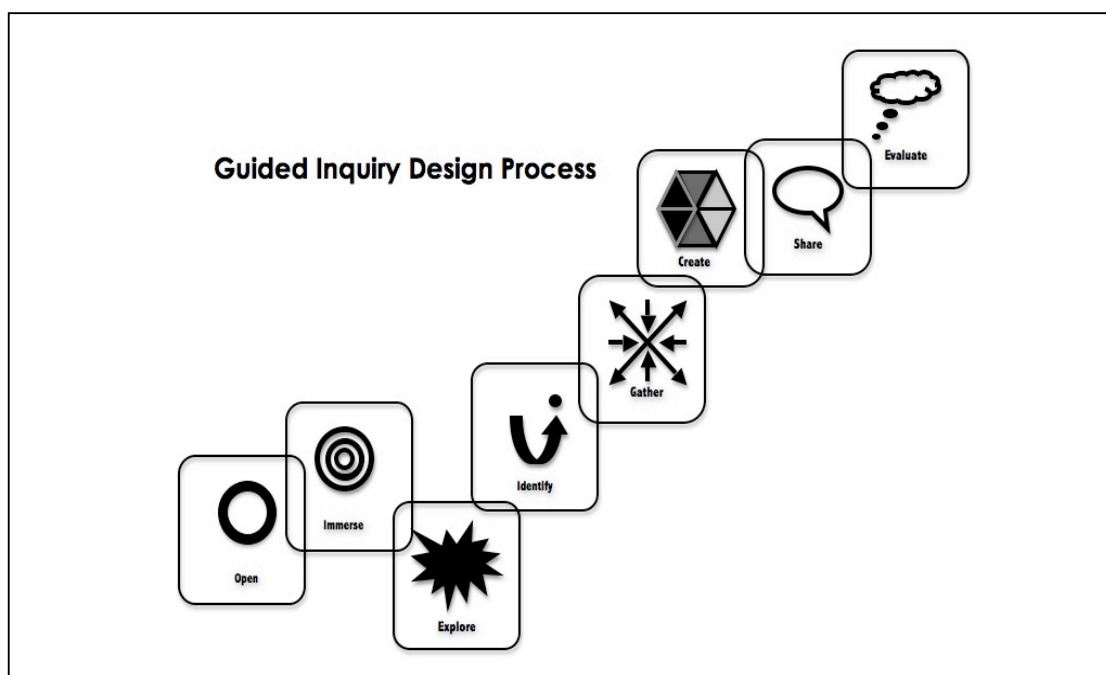 Guided Inquiry Design Process
Open
Immerse
Explore
Identify
Gather
Create
Share
Evaluate